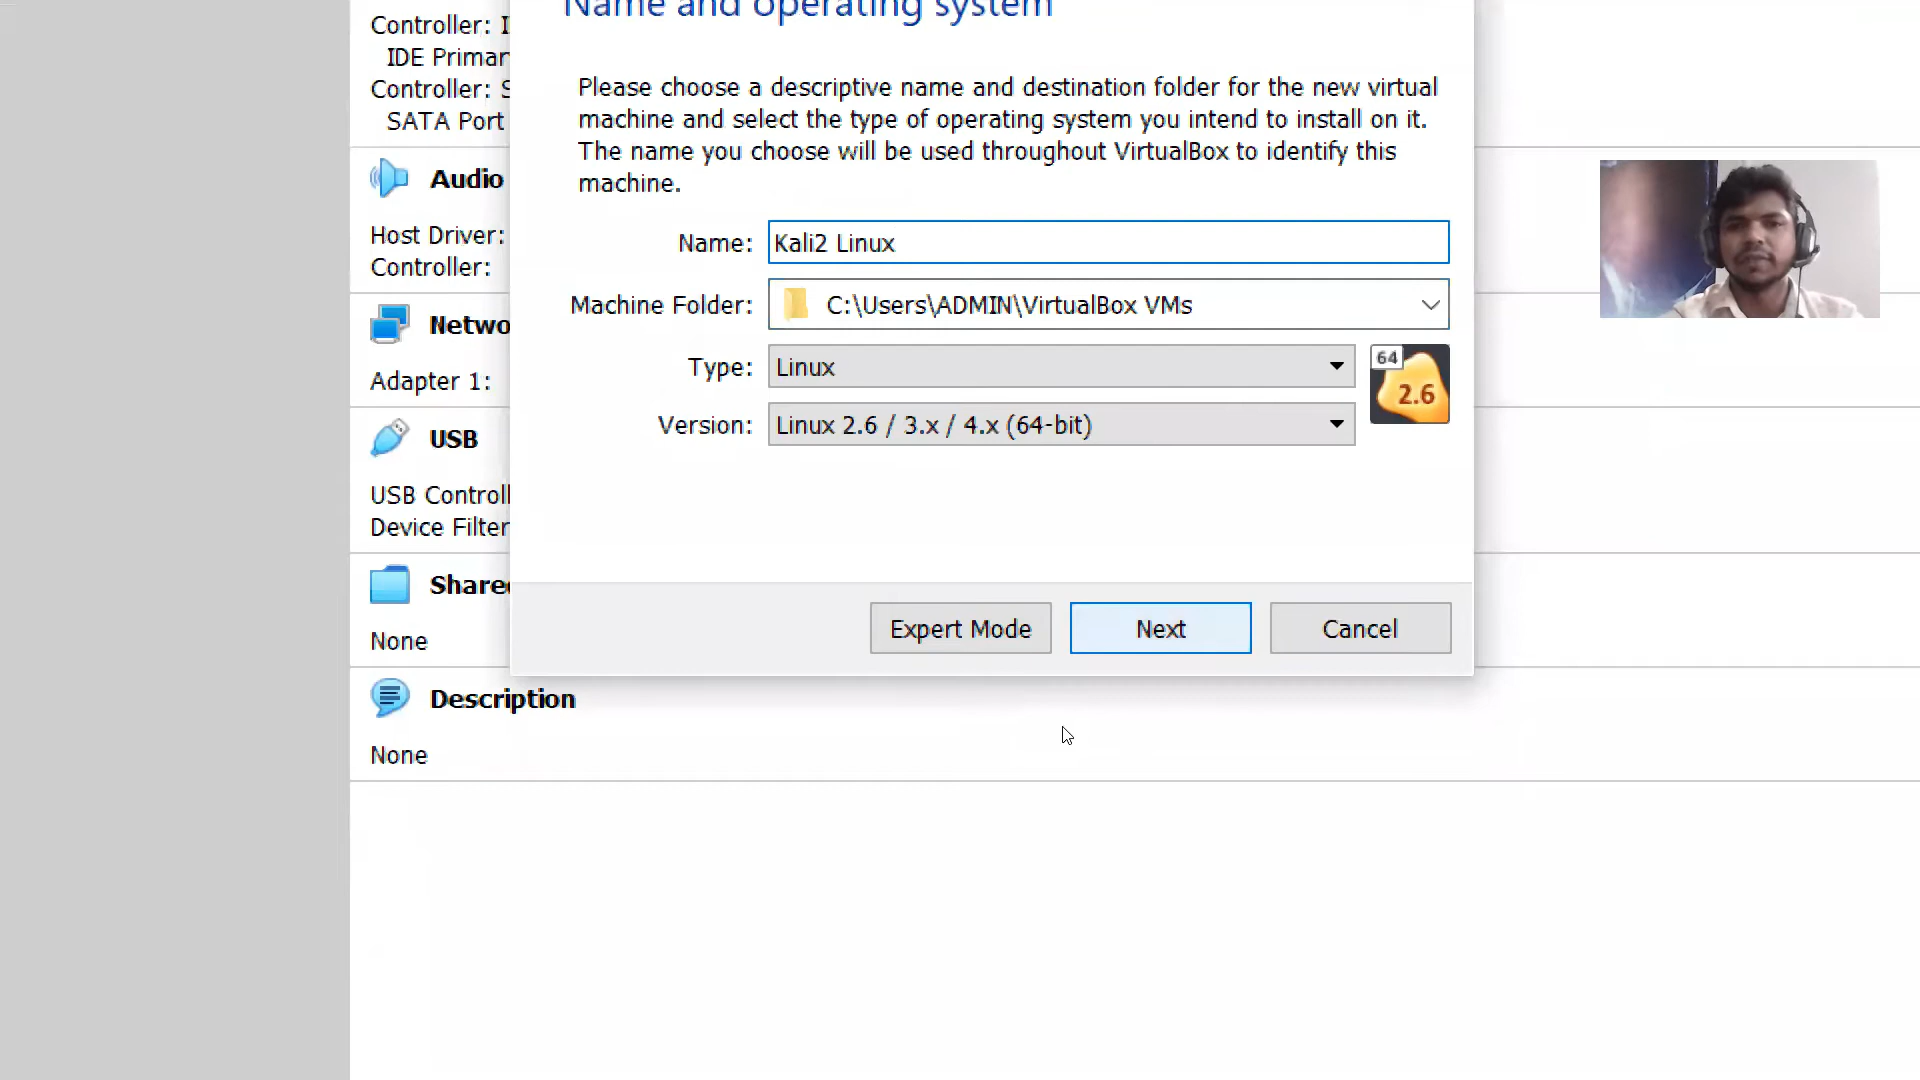 Name and operating system
Controller: I
IDE Primar
Controller: S
SATA Port
Please choose a descriptive name and destination folder for the new virtual
machine and select the type of operating system you intend to install on it.
The name you choose will be used throughout VirtualBox to identify this
machine.
Audio
Host Driver:
Controller:
Name: Kali2 Linux
Machine Folder: C:\Users\ADMIN\VirtualBox VMs
Netwo
Type: Linux
64
2.6
Adapter 1:
Version: Linux 2.6 / 3.x / 4.x (64-bit)
USB
USB Controll
Device Filter
Share
None
Expert Mode Next Cancel
Description
None